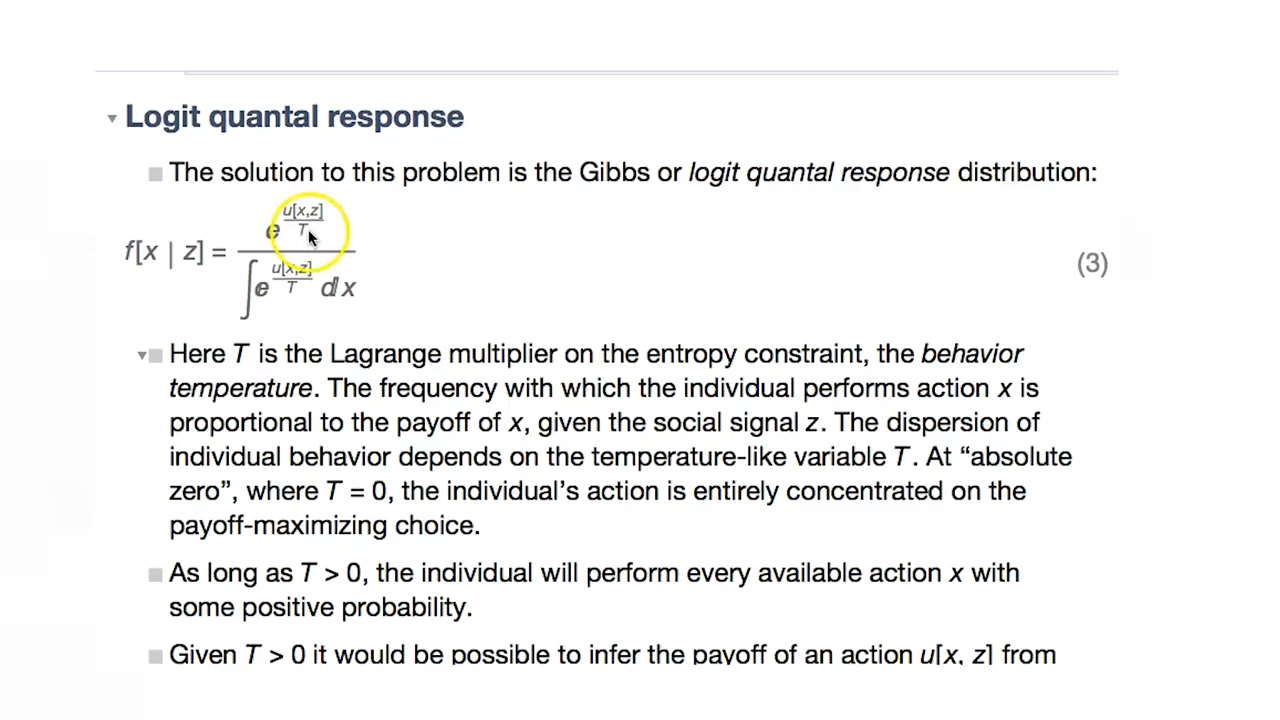 Logit quantal response
The solution to this problem is the Gibbs or logit quantal response distribution:
f[x | z] = e^(u[x,z]/T) / ∫ e^(u[x,z]/T) ⅆx (3)
Here T is the Lagrange multiplier on the entropy constraint, the behavior
temperature. The frequency with which the individual performs action x is
proportional to the payoff of x, given the social signal z. The dispersion of
individual behavior depends on the temperature-like variable T. At “absolute
zero”, where T = 0, the individual’s action is entirely concentrated on the
payoff-maximizing choice.
As long as T > 0, the individual will perform every available action x with
some positive probability.
Given T > 0 it would be possible to infer the payoff of an action u[x, z] from